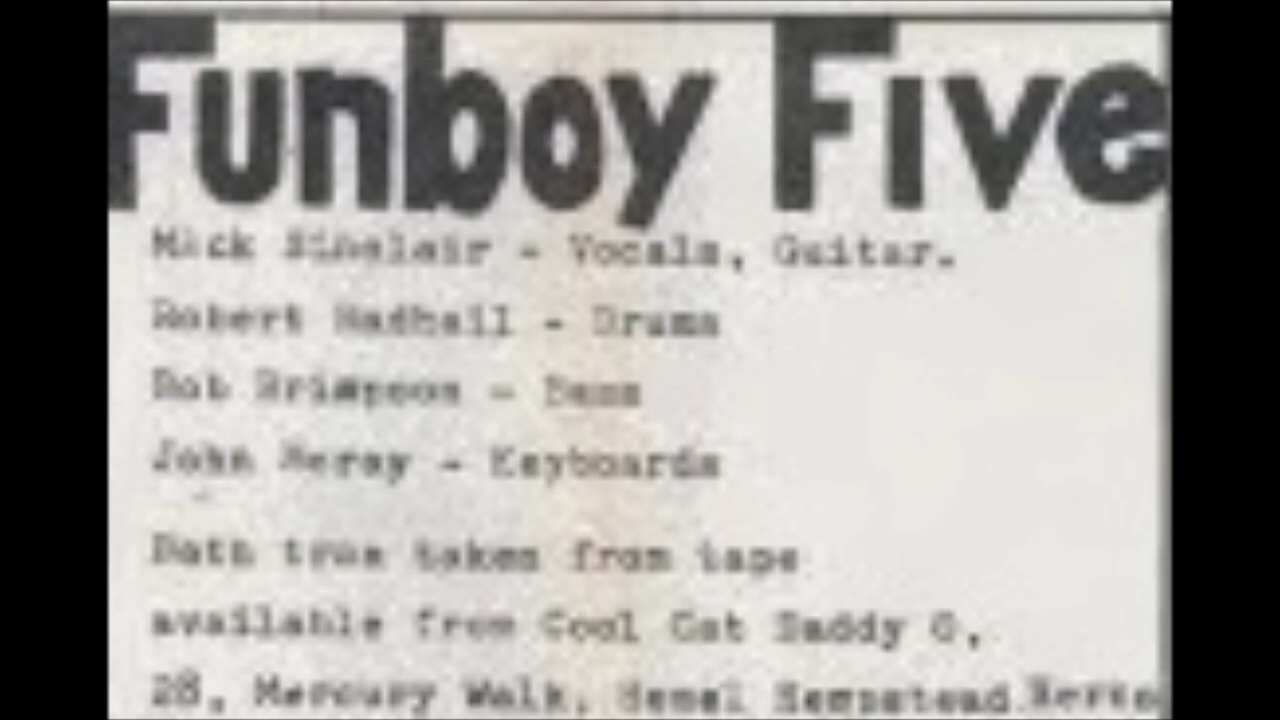 Funboy Five
Mick Sinclair - Vocals, Guitar.
Robert - Drums
Bob - Bass
John - Keyboards
taken from tape
available from Cool Cat Daddy O,
28, Mercury Walk, Hemel Hempstead Herts